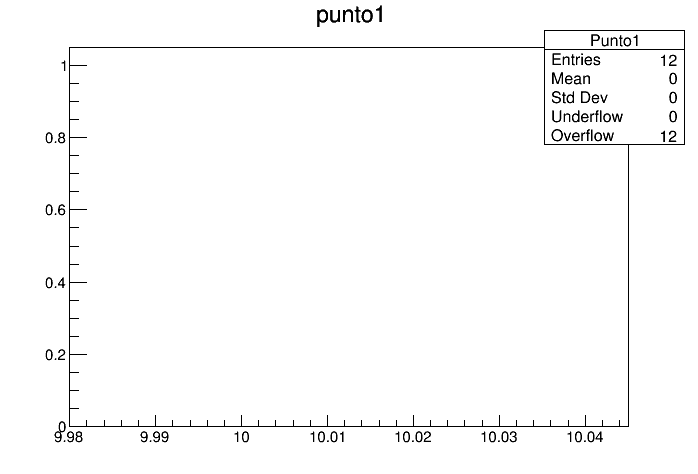 punto1
Punto1
Entries 12
Mean 0
Std Dev 0
Underflow 0
Overflow 12
1
0.8
0.6
0.4
0.2
0
9.98 9.99 10 10.01 10.02 10.03 10.04